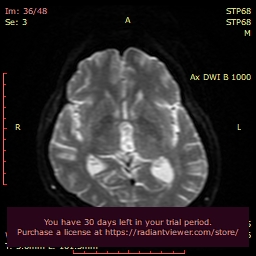 Im: 36/48
Se: 3
A
STP68
STP68
M
Ax DWI B 1000
R
L
You have 30 days left in your trial period.
Purchase a license at https://radiantviewer.com/store/